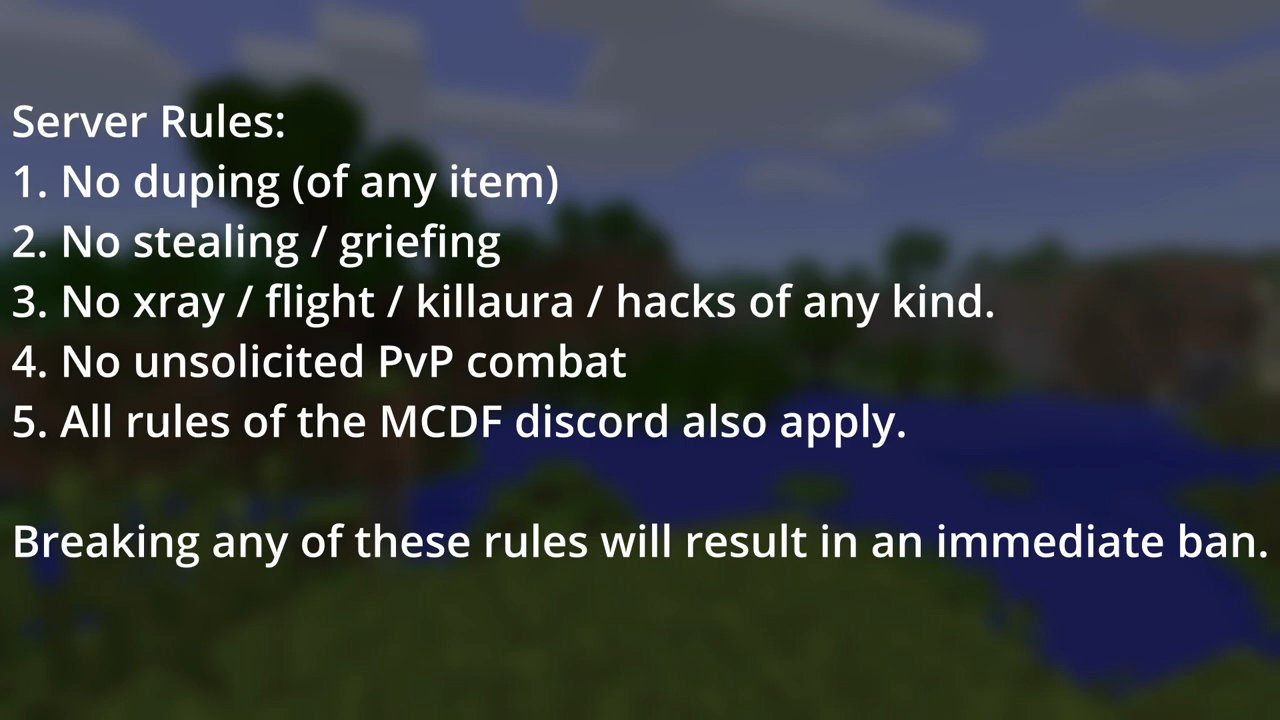 Server Rules:
1. No duping (of any item)
2. No stealing / griefing
3. No xray / flight / killaura / hacks of any kind.
4. No unsolicited PvP combat
5. All rules of the MCDF discord also apply.
Breaking any of these rules will result in an immediate ban.